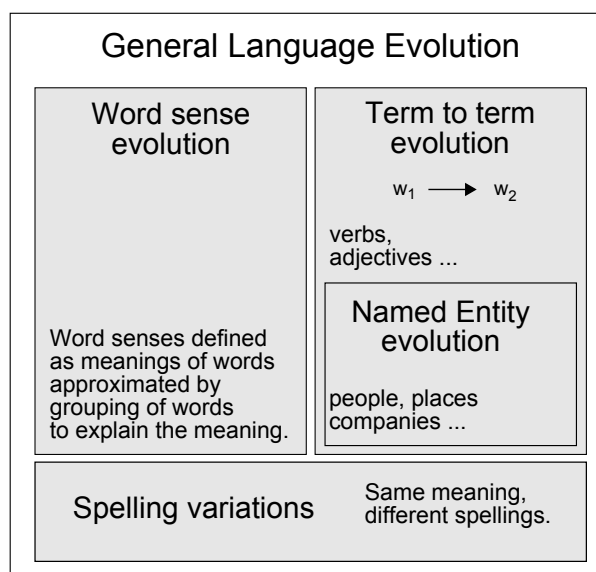 General Language Evolution
Word sense
evolution
Word senses defined
as meanings of words
approximated by
grouping of words
to explain the meaning.
Term to term
evolution
w₁ → w₂
verbs,
adjectives ...
Named Entity
evolution
people, places
companies ...
Spelling variations
Same meaning,
different spellings.